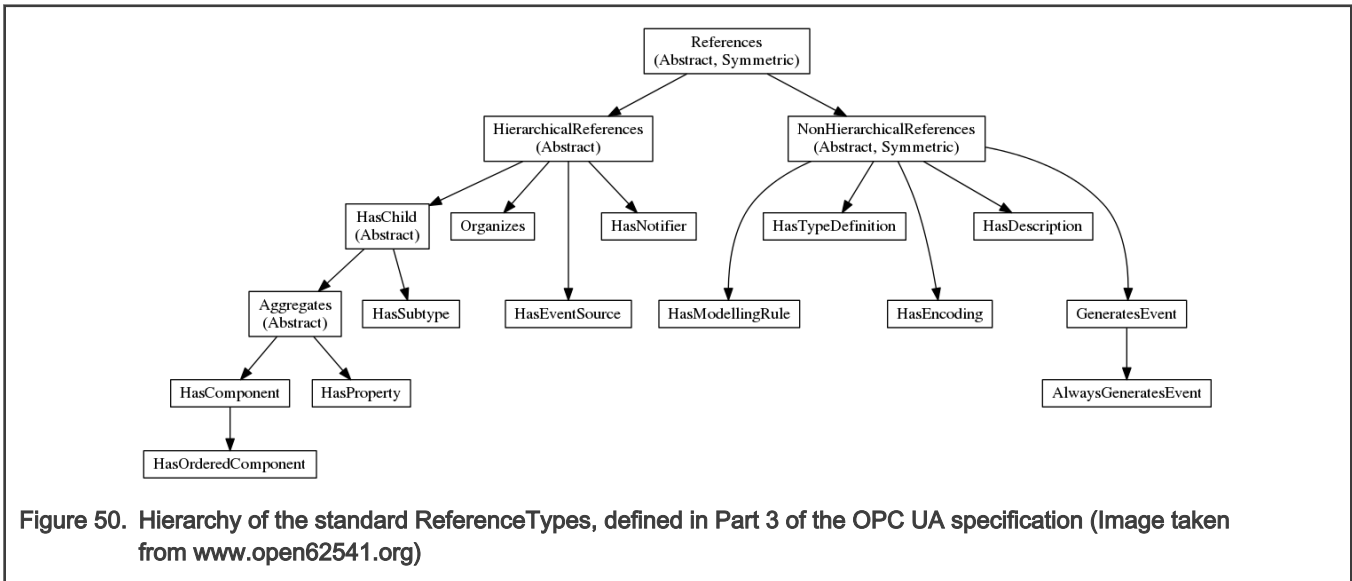 References
(Abstract, Symmetric)
HierarchicalReferences
(Abstract)
NonHierarchicalReferences
(Abstract, Symmetric)
HasChild
(Abstract)
Organizes
HasNotifier
HasTypeDefinition
HasDescription
Aggregates
(Abstract)
HasSubtype
HasEventSource
HasModellingRule
HasEncoding
GeneratesEvent
HasComponent
HasProperty
AlwaysGeneratesEvent
HasOrderedComponent
Figure 50. Hierarchy of the standard ReferenceTypes, defined in Part 3 of the OPC UA specification (Image taken
from www.open62541.org)